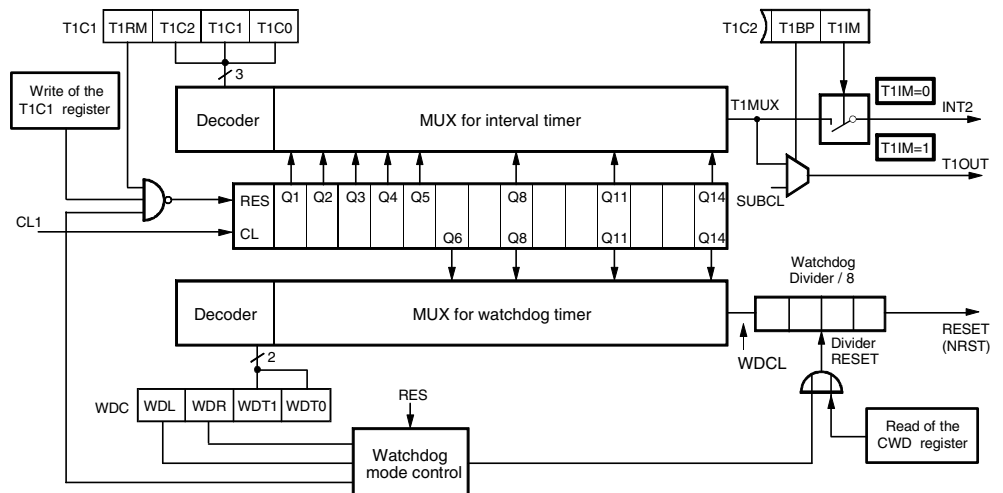 T1C1 T1RM T1C2 T1C1 T1C0
T1C2 T1BP T1IM
3
Write of the
T1C1 register
Decoder
MUX for interval timer
T1MUX
T1IM=0
INT2
T1IM=1
T1OUT
SUBCL
RES Q1 Q2 Q3 Q4 Q5 Q8 Q11 Q14
CL1
CL Q6 Q8 Q11 Q14
Decoder
MUX for watchdog timer
Watchdog
Divider / 8
RESET
(NRST)
WDCL
Divider
RESET
2
WDC WDL WDR WDT1 WDT0
RES
Watchdog
mode control
Read of the
CWD register